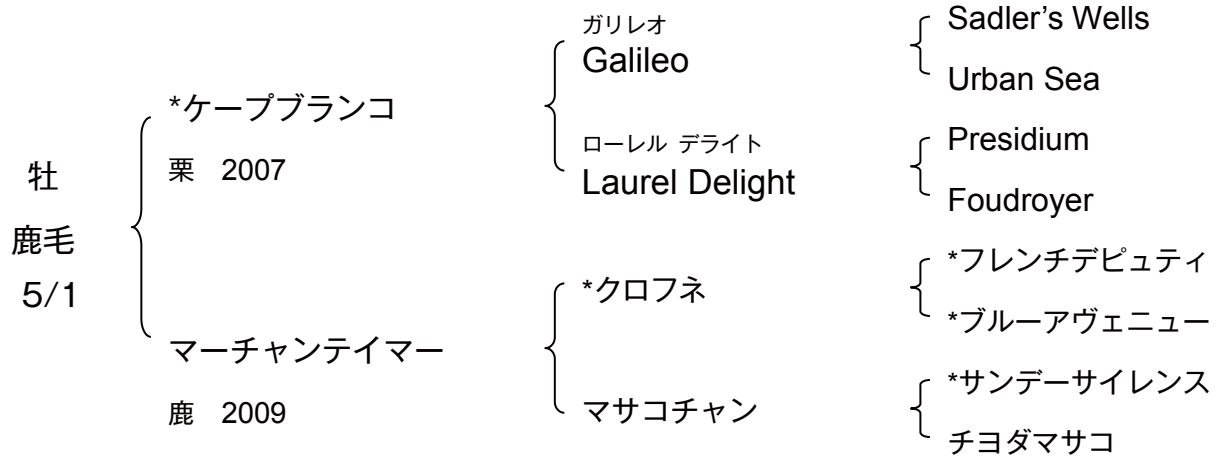 牡
鹿毛
5/1
*ケープブランコ
栗 2007
マーチャンテイマー
鹿 2009
ガリレオ
Galileo
ローレル デライト
Laurel Delight
*クロフネ
マサコチャン
Sadler's Wells
Urban Sea
Presidium
Foudroyer
*フレンチデピュティ
*ブルーアヴェニュー
*サンデーサイレンス
チヨダマサコ